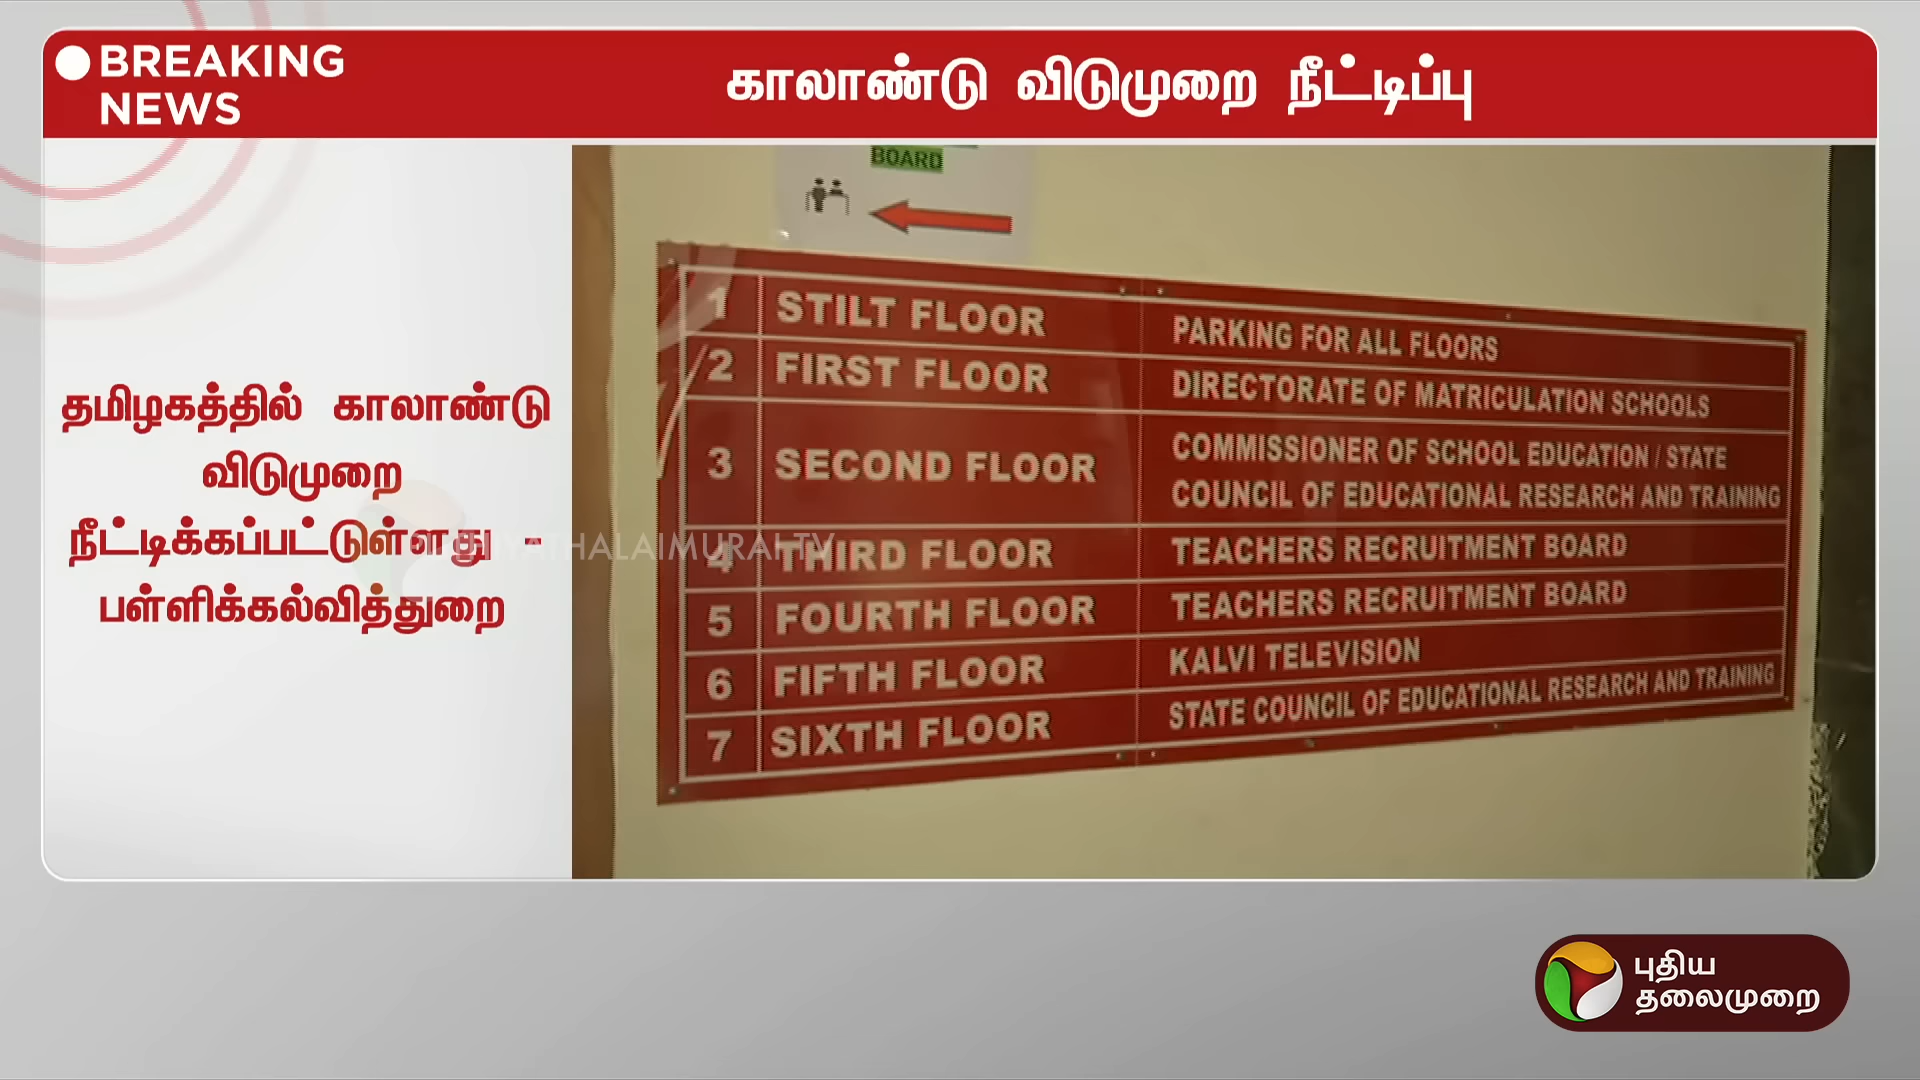 BREAKING
NEWS
காலாண்டு விடுமுறை நீட்டிப்பு
தமிழகத்தில் காலாண்டு
விடுமுறை
நீட்டிக்கப்பட்டுள்ளது -
பள்ளிக்கல்வித்துறை
BOARD
1 STILT FLOOR PARKING FOR ALL FLOORS
2 FIRST FLOOR DIRECTORATE OF MATRICULATION SCHOOLS
3 SECOND FLOOR COMMISSIONER OF SCHOOL EDUCATION / STATE
COUNCIL OF EDUCATIONAL RESEARCH AND TRAINING
4 THIRD FLOOR TEACHERS RECRUITMENT BOARD
5 FOURTH FLOOR TEACHERS RECRUITMENT BOARD
6 FIFTH FLOOR KALVI TELEVISION
7 SIXTH FLOOR STATE COUNCIL OF EDUCATIONAL RESEARCH AND TRAINING
புதிய
தலைமுறை